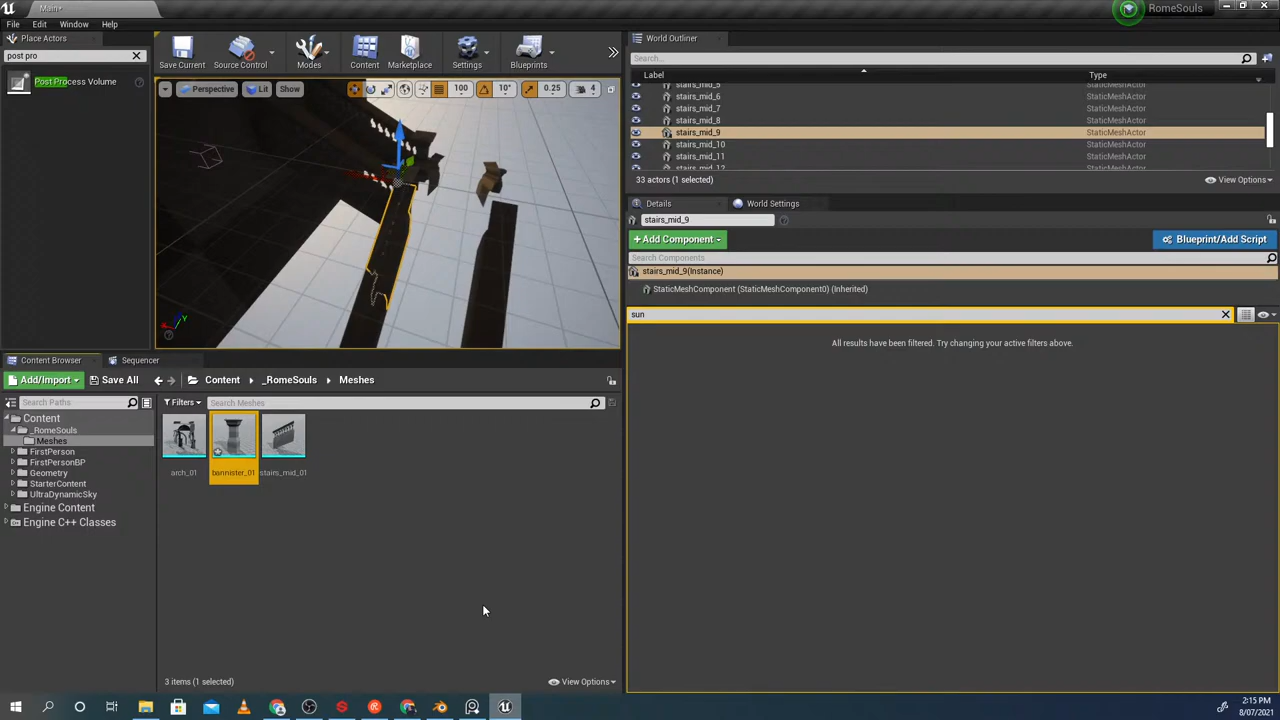 Main*
RomeSouls
File Edit Window Help
Place Actors
post pro
Post Process Volume
Save Current
Source Control
Modes
Content
Marketplace
Settings
Blueprints
Perspective
Lit
Show
100
10°
0.25
4
World Outliner
Search...
Label
Type
stairs_mid_5 StaticMeshActor
stairs_mid_6 StaticMeshActor
stairs_mid_7 StaticMeshActor
stairs_mid_8 StaticMeshActor
stairs_mid_9 StaticMeshActor
stairs_mid_10 StaticMeshActor
stairs_mid_11 StaticMeshActor
stairs_mid_12 StaticMeshActor
33 actors (1 selected)
View Options
Details
World Settings
stairs_mid_9
+Add Component
Blueprint/Add Script
Search Components
stairs_mid_9(Instance)
StaticMeshComponent (StaticMeshComponent0) (Inherited)
sun
All results have been filtered. Try changing your active filters above.
Content Browser
Sequencer
Add/Import
Save All
Content
_RomeSouls
Meshes
Search Paths
Filters
Search Meshes
Content
_RomeSouls
Meshes
FirstPerson
FirstPersonBP
Geometry
StarterContent
UltraDynamicSky
Engine Content
Engine C++ Classes
arch_01
bannister_01
stairs_mid_01
3 items (1 selected)
View Options
2:15 PM
8/07/2021